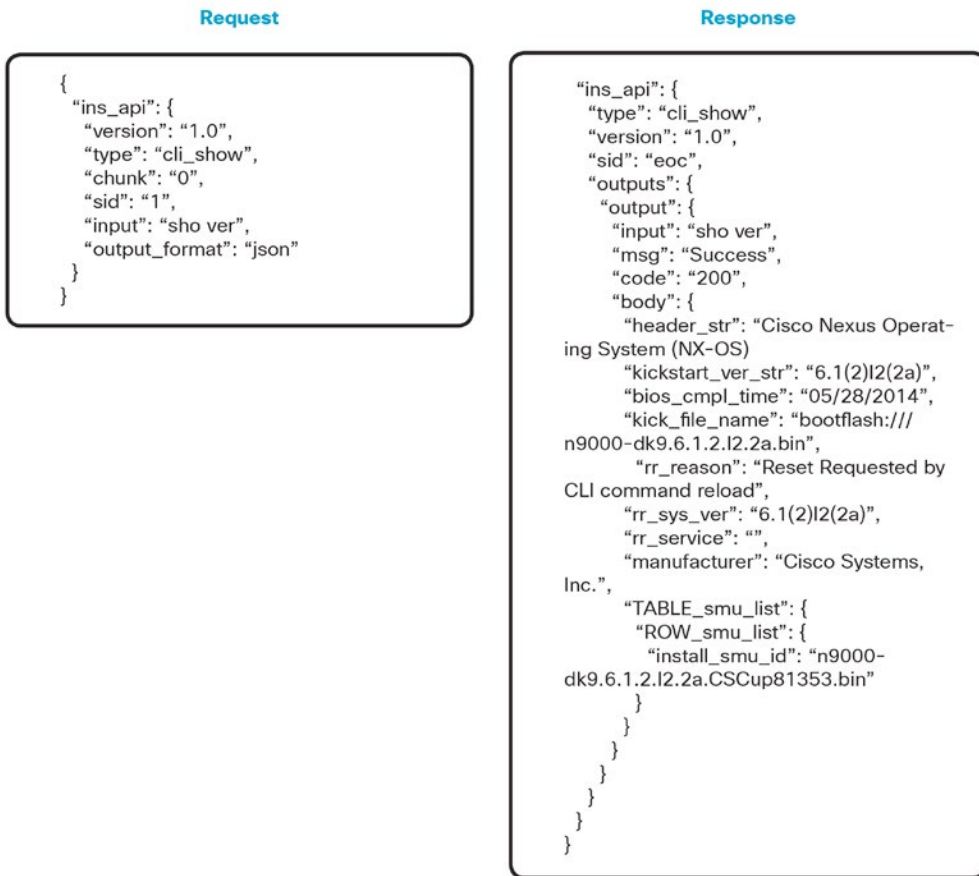 Request
{
“ins_api”: {
“version”: “1.0”,
“type”: “cli_show”,
“chunk”: “0”,
“sid”: “1”,
“input”: “sho ver”,
“output_format”: “json”
}
}
Response
“ins_api”: {
“type”: “cli_show”,
“version”: “1.0”,
“sid”: “eoc”,
“outputs”: {
“output”: {
“input”: “sho ver”,
“msg”: “Success”,
“code”: “200”,
“body”: {
“header_str”: “Cisco Nexus Operat-
ing System (NX-OS)
“kickstart_ver_str”: “6.1(2)I2(2a)”,
“bios_cmpl_time”: “05/28/2014”,
“kick_file_name”: “bootflash:///
n9000-dk9.6.1.2.I2.2a.bin”,
“rr_reason”: “Reset Requested by
CLI command reload”,
“rr_sys_ver”: “6.1(2)I2(2a)”,
“rr_service”: “”,
“manufacturer”: “Cisco Systems,
Inc.”,
“TABLE_smu_list”: {
“ROW_smu_list”: {
“install_smu_id”: “n9000-
dk9.6.1.2.I2.2a.CSCup81353.bin”
}
}
}
}
}
}
}